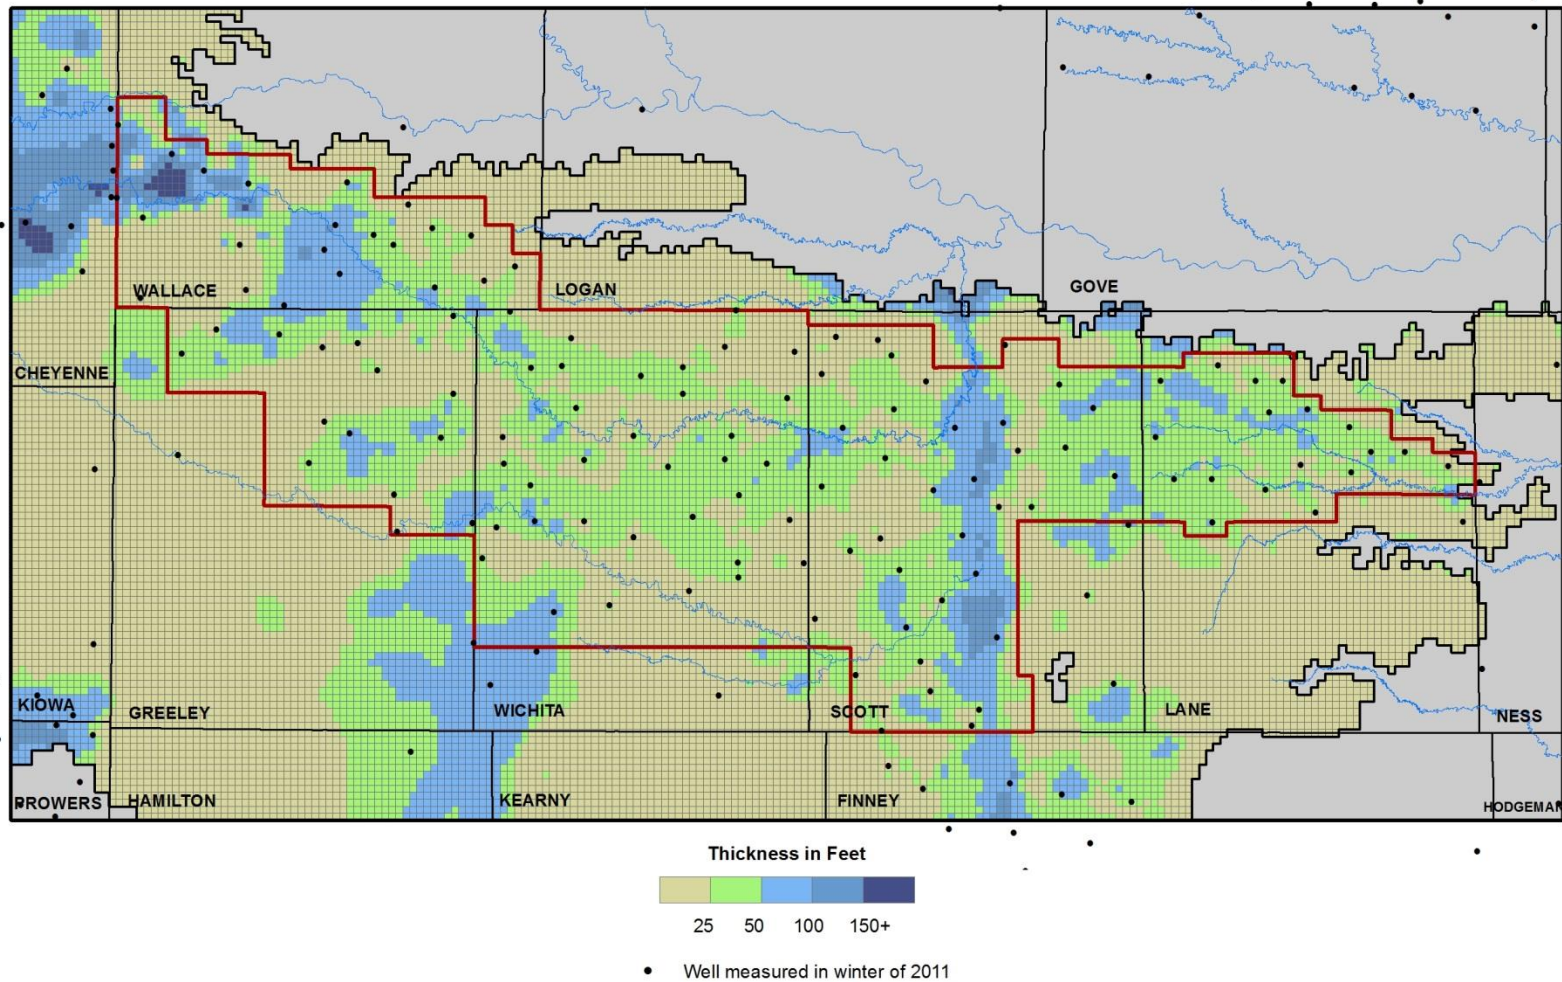 WALLACE
LOGAN
GOVE
CHEYENNE
KIOWA
GREELEY
WICHITA
SCOTT
LANE
NESS
PROWERS
HAMILTON
KEARNY
FINNEY
HODGEMAN
Thickness in Feet
25 50 100 150+
Well measured in winter of 2011